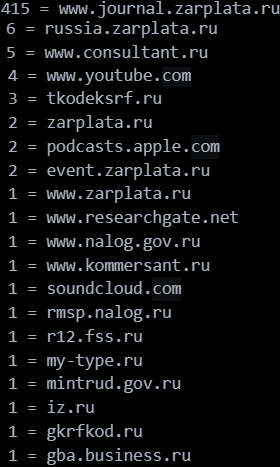 415 = www.journal.zarplata.ru
6 = russia.zarplata.ru
5 = www.consultant.ru
4 = www.youtube.com
3 = tkodeksrf.ru
2 = zarplata.ru
2 = podcasts.apple.com
2 = event.zarplata.ru
1 = www.zarplata.ru
1 = www.researchgate.net
1 = www.nalog.gov.ru
1 = www.kommersant.ru
1 = soundcloud.com
1 = rmsp.nalog.ru
1 = r12.fss.ru
1 = my-type.ru
1 = mintrud.gov.ru
1 = iz.ru
1 = gkrfkod.ru
1 = gba.business.ru